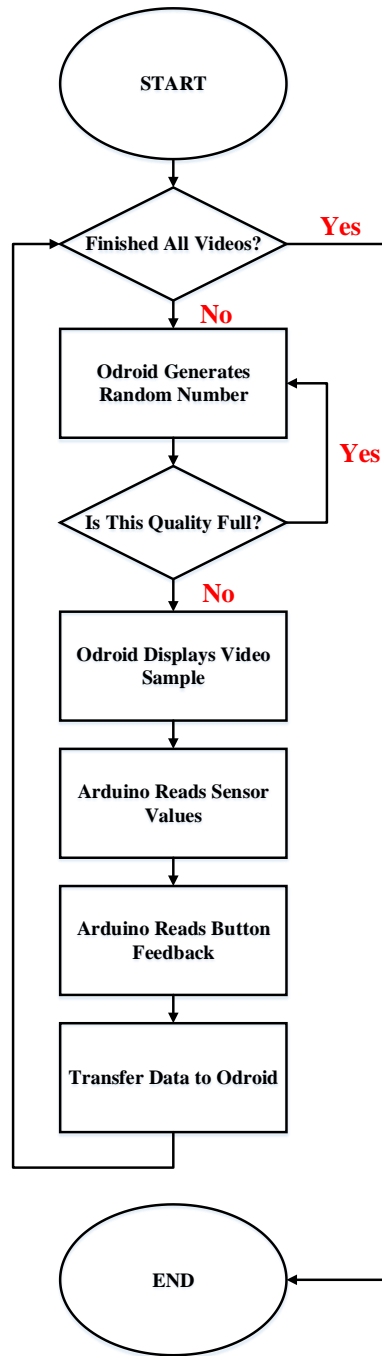 START
Finished All Videos?
Yes
No
Odroid Generates
Random Number
Yes
Is This Quality Full?
No
Odroid Displays Video
Sample
Arduino Reads Sensor
Values
Arduino Reads Button
Feedback
Transfer Data to Odroid
END